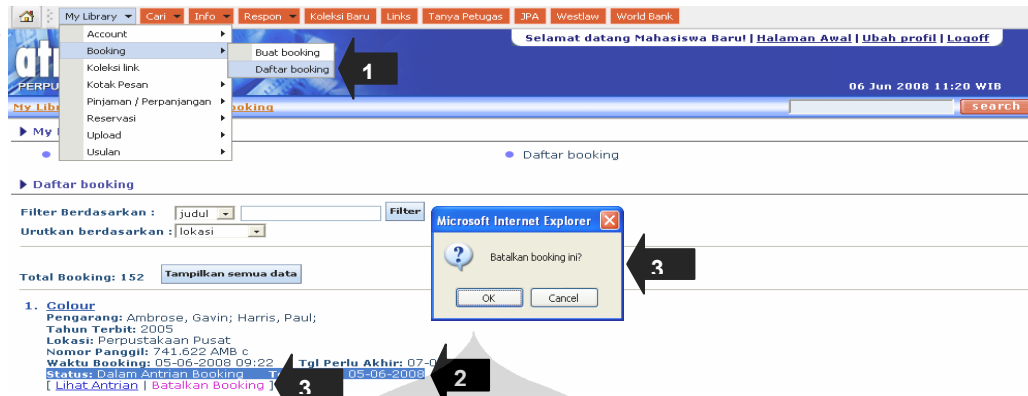 My Library Cari Info Respon Koleksi Baru Links Tanya Petugas JPA Westlaw World Bank
Account
Booking
Koleksi link
Kotak Pesan
Pinjaman / Perpanjangan
Reservasi
Upload
Usulan
Buat booking
Daftar booking
1
Selamat datang Mahasiswa Baru! | Halaman Awal | Ubah profil | Logoff
06 Jun 2008 11:20 WIB
search
My
Daftar booking
Daftar booking
Filter Berdasarkan : judul Filter
Urutkan berdasarkan : lokasi
Total Booking: 152 Tampilkan semua data
Microsoft Internet Explorer
Batalkan booking ini?
OK Cancel
3
1. Colour
Pengarang: Ambrose, Gavin; Harris, Paul;
Tahun Terbit: 2005
Lokasi: Perpustakaan Pusat
Nomor Panggil: 741.622 AMB c
Waktu Booking: 05-06-2008 09:22 Tgl Perlu Akhir: 07-0
Status: Dalam Antrian Booking 05-06-2008
2
[ Lihat Antrian | Batalkan Booking ]
3